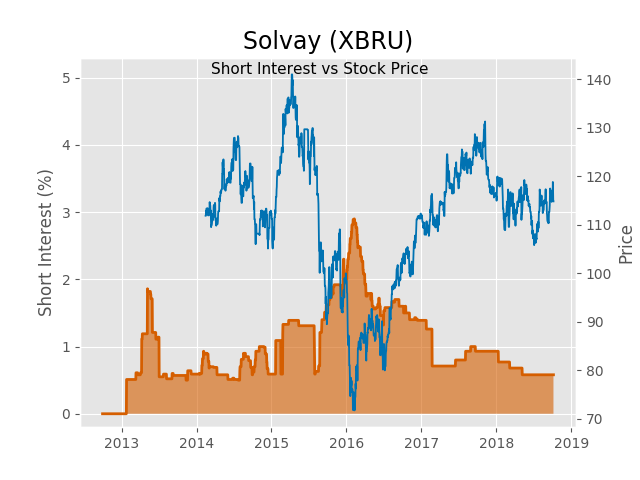 Solvay (XBRU)
Short Interest vs Stock Price
Short Interest (%)
5
4
3
2
1
0
140
130
120
110
100
90
80
70
Price
2013 2014 2015 2016 2017 2018 2019